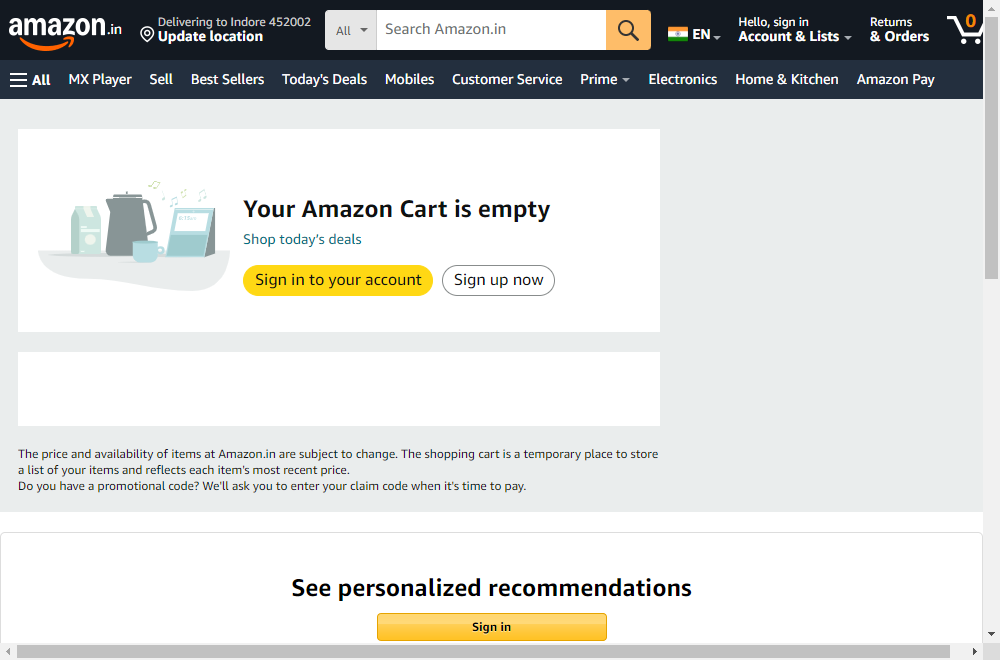 amazon.in
Delivering to Indore 452002
Update location
All
Search Amazon.in
EN
Hello, sign in
Account & Lists
Returns
& Orders
0
All MX Player Sell Best Sellers Today's Deals Mobiles Customer Service Prime Electronics Home & Kitchen Amazon Pay
Your Amazon Cart is empty
Shop today's deals
Sign in to your account Sign up now
The price and availability of items at Amazon.in are subject to change. The shopping cart is a temporary place to store
a list of your items and reflects each item's most recent price.
Do you have a promotional code? We'll ask you to enter your claim code when it's time to pay.
See personalized recommendations
Sign in